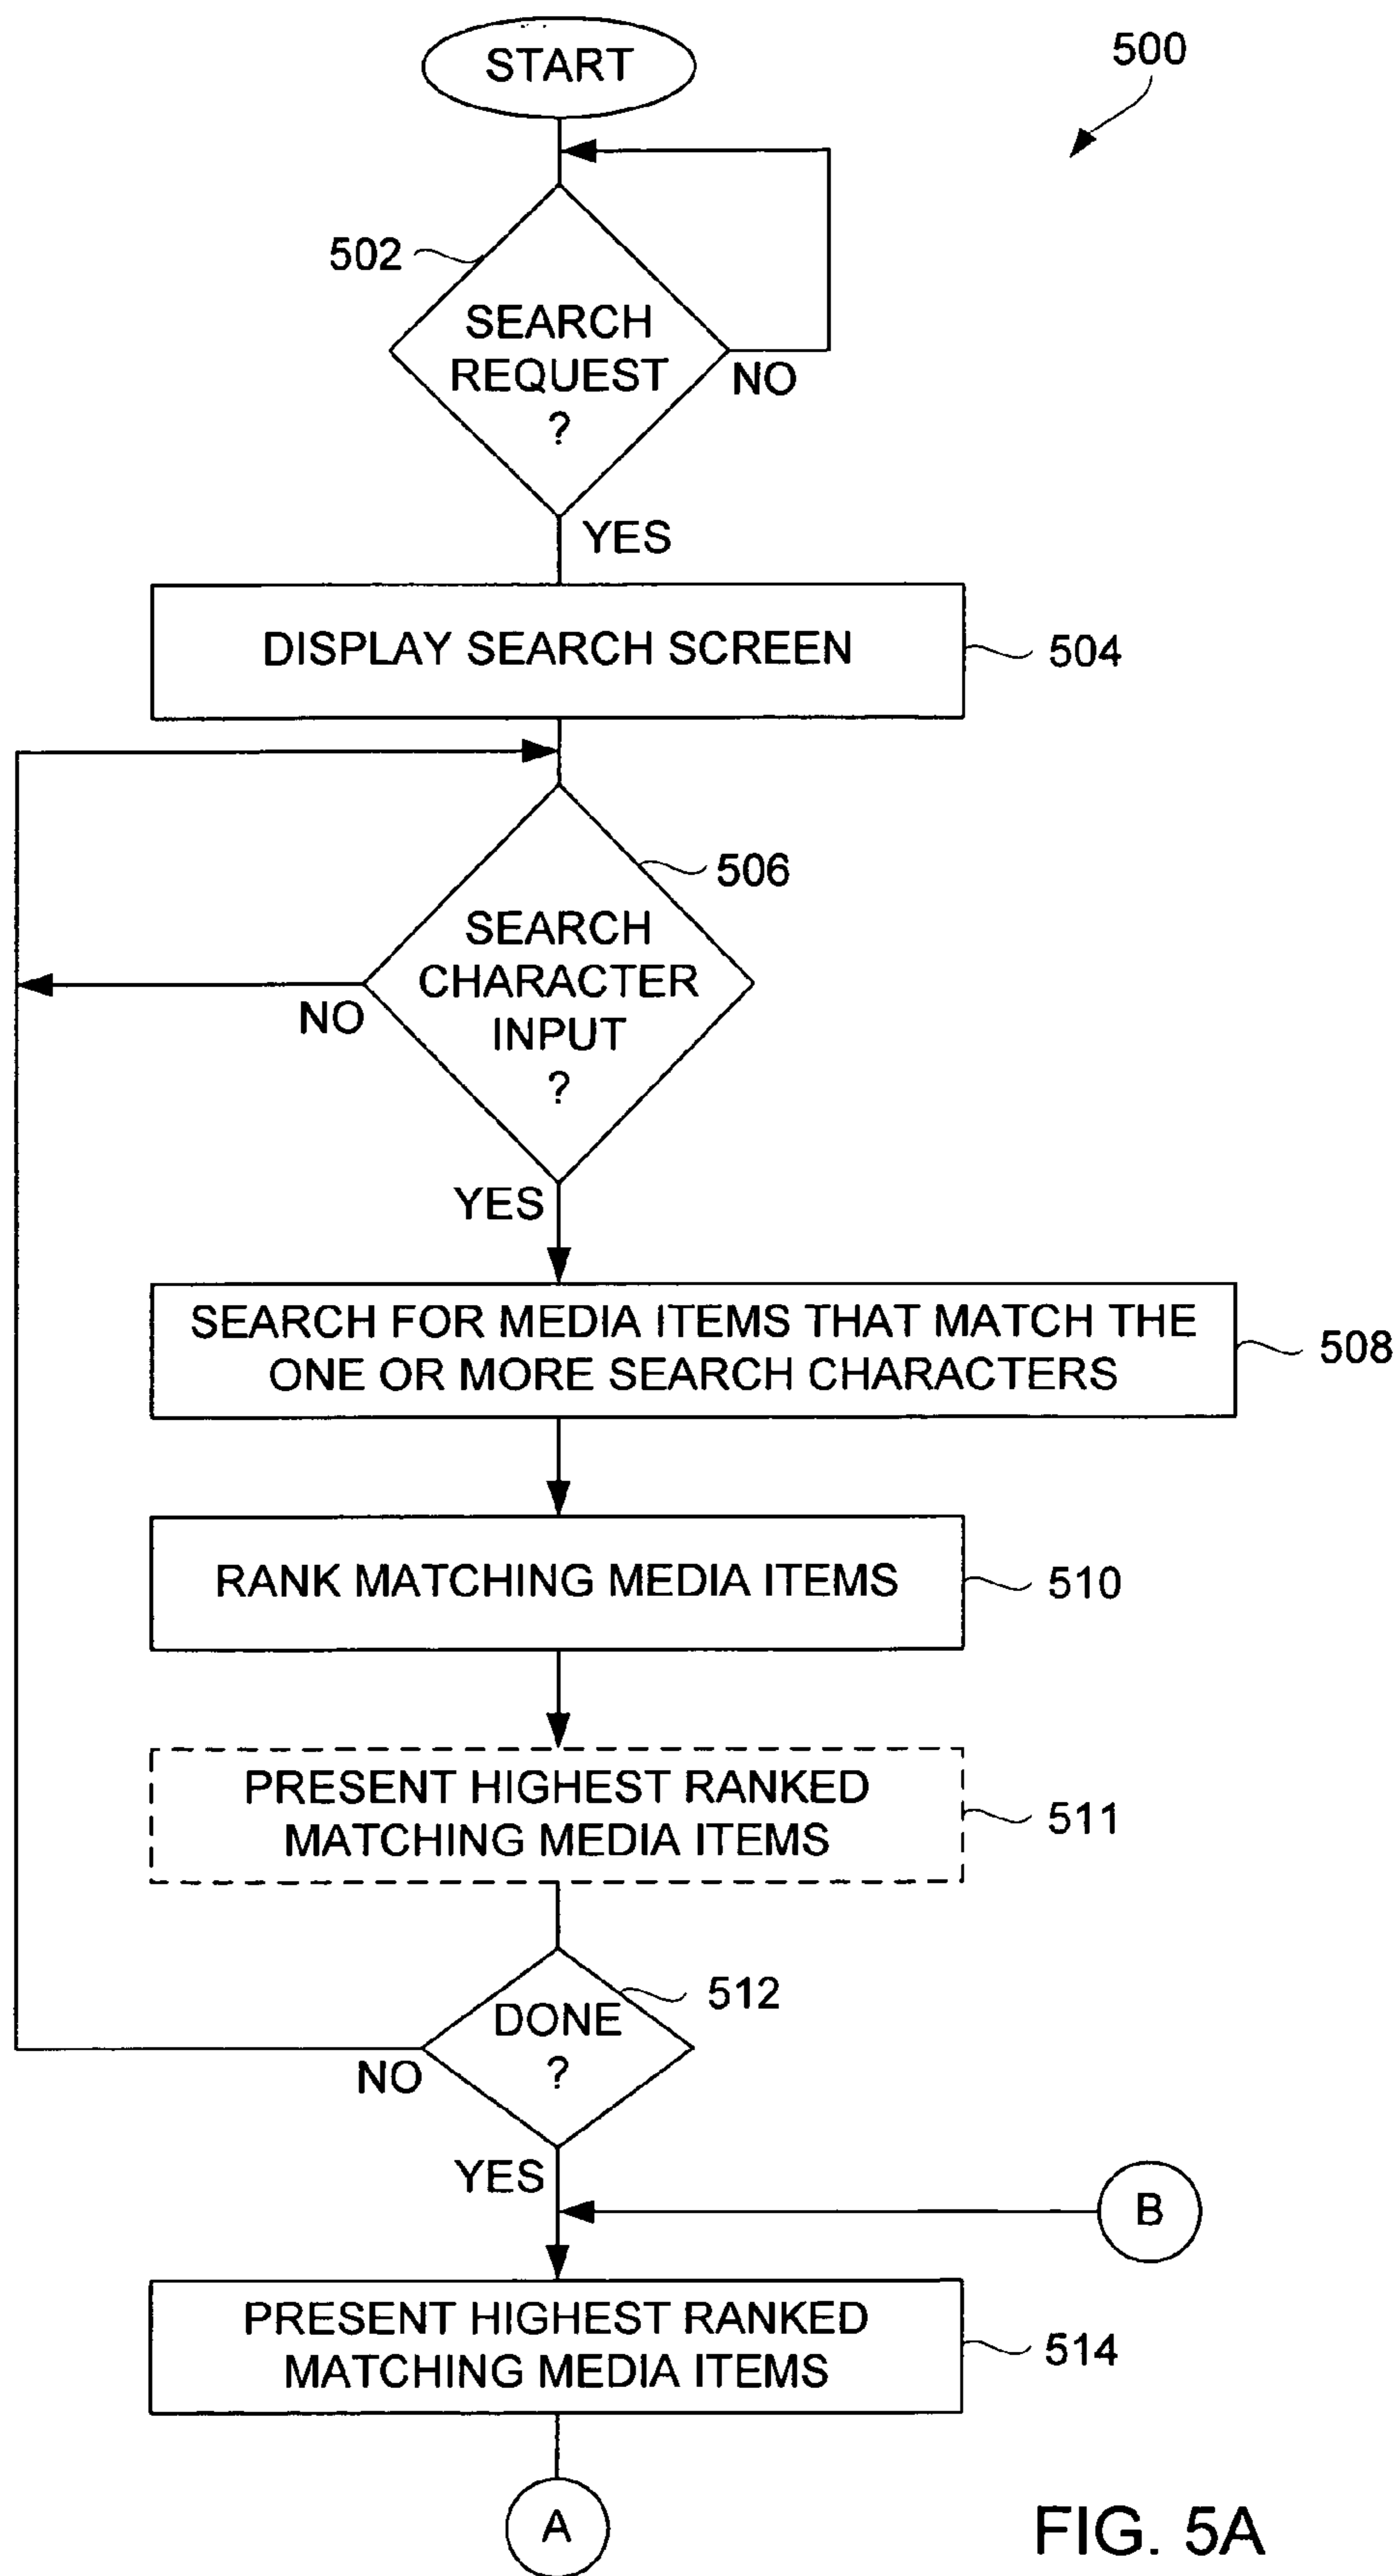 START
500
502
SEARCH
REQUEST
?
NO
YES
DISPLAY SEARCH SCREEN
504
506
SEARCH
CHARACTER
INPUT
?
NO
YES
SEARCH FOR MEDIA ITEMS THAT MATCH THE
ONE OR MORE SEARCH CHARACTERS
508
RANK MATCHING MEDIA ITEMS
510
PRESENT HIGHEST RANKED
MATCHING MEDIA ITEMS
511
512
DONE
?
NO
YES
B
PRESENT HIGHEST RANKED
MATCHING MEDIA ITEMS
514
A
FIG. 5A